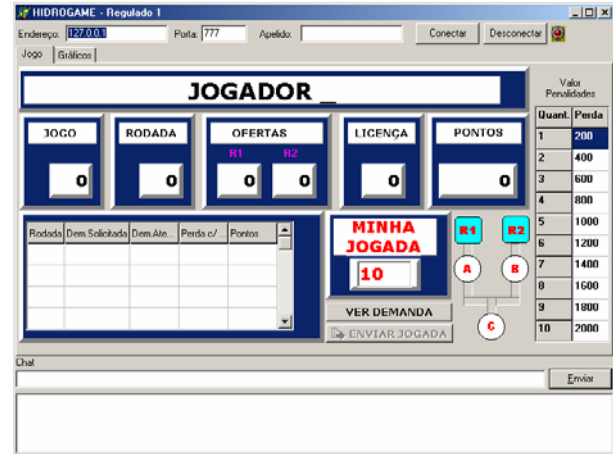 HIDROGAME - Regulado 1
Endereço: 127.0.0.1 Porta: 777 Apelido: Conectar Desconectar
Jogo Gráficos
JOGADOR _
JOGO RODADA OFERTAS LICENÇA PONTOS
R1 R2
0 0 0 0 0 0
Rodada Dem.Solicitada Dem.Ate... Perda c/ ... Pontos
MINHA
JOGADA
10
VER DEMANDA
ENVIAR JOGADA
R1 R2
A B
C
Valor
Penalidades
Quant. Perda
1 200
2 400
3 600
4 800
5 1000
6 1200
7 1400
8 1600
9 1800
10 2000
Chat
Enviar